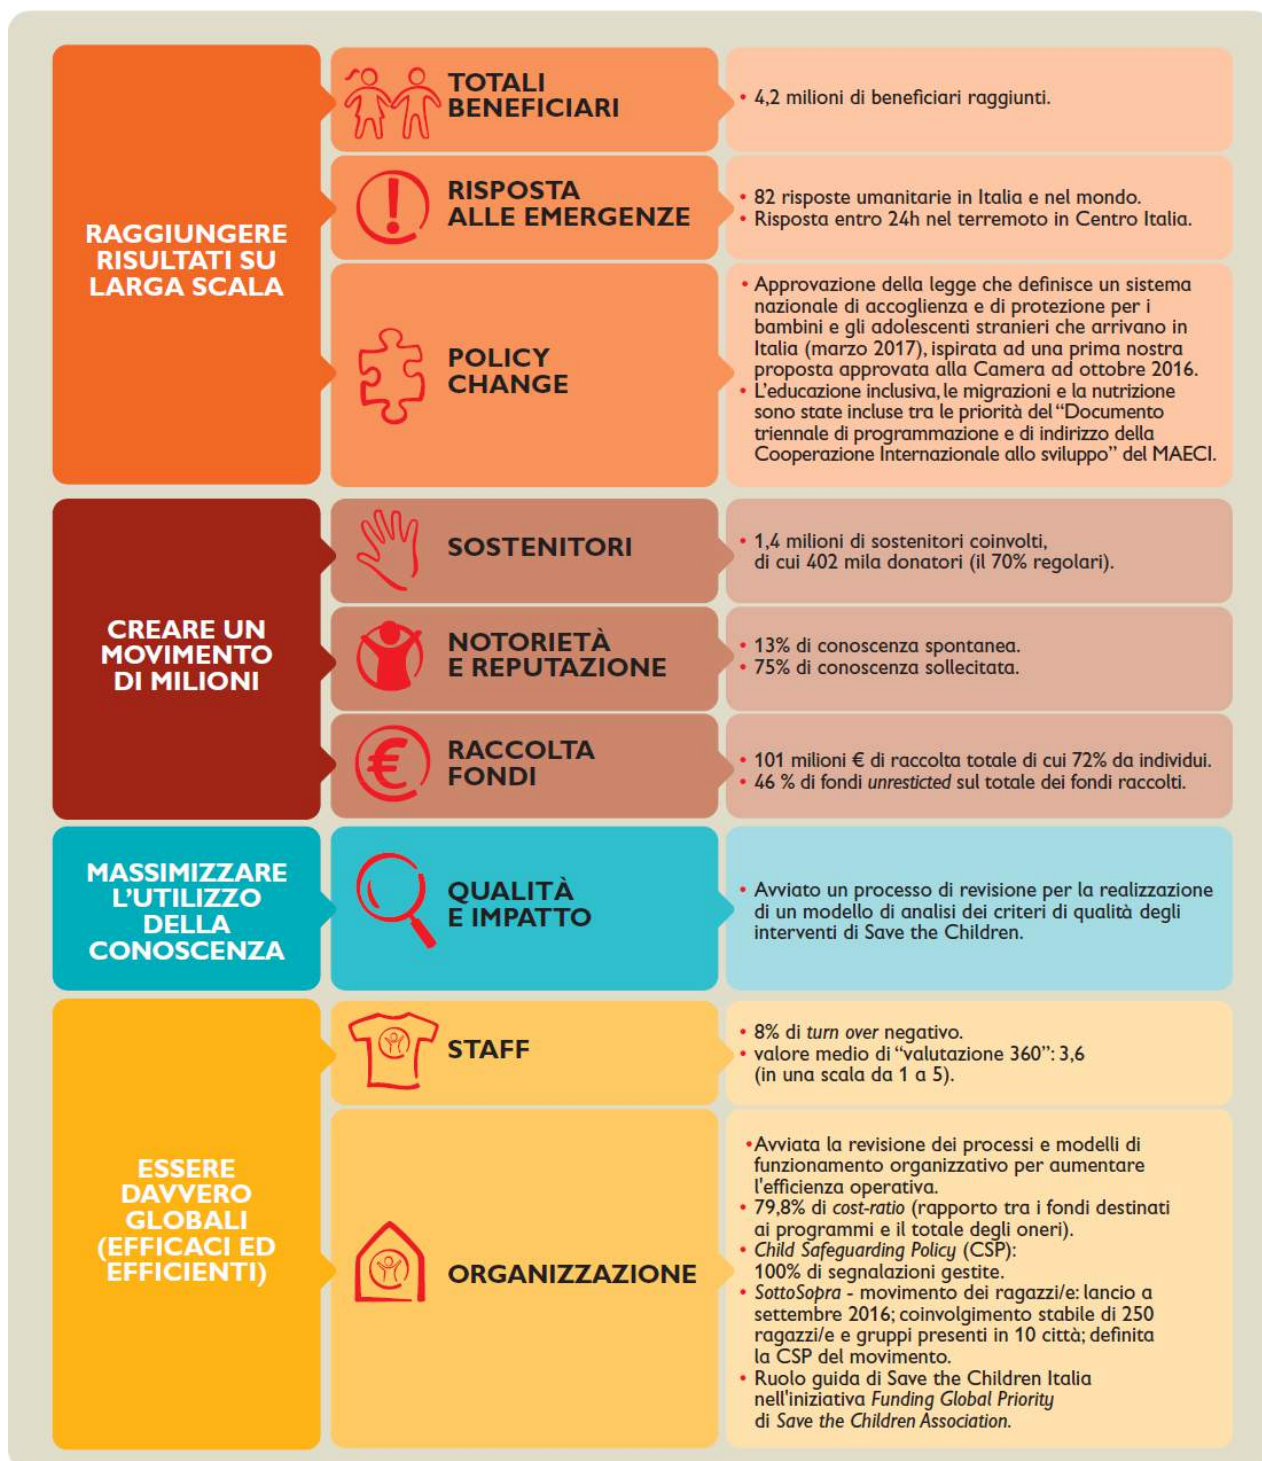 RAGGIUNGERE
RISULTATI SU
LARGA SCALA
TOTALI
BENEFICIARI
• 4,2 milioni di beneficiari raggiunti.
RISPOSTA
ALLE EMERGENZE
• 82 risposte umanitarie in Italia e nel mondo.
• Risposta entro 24h nel terremoto in Centro Italia.
POLICY
CHANGE
• Approvazione della legge che definisce un sistema
nazionale di accoglienza e di protezione per i
bambini e gli adolescenti stranieri che arrivano in
Italia (marzo 2017), ispirata ad una prima nostra
proposta approvata alla Camera ad ottobre 2016.
• L'educazione inclusiva, le migrazioni e la nutrizione
sono state incluse tra le priorità del “Documento
triennale di programmazione e di indirizzo della
Cooperazione Internazionale allo sviluppo” del MAECI.
CREARE UN
MOVIMENTO
DI MILIONI
SOSTENITORI
• 1,4 milioni di sostenitori coinvolti,
di cui 402 mila donatori (il 70% regolari).
NOTORIETÀ
E REPUTAZIONE
• 13% di conoscenza spontanea.
• 75% di conoscenza sollecitata.
€
RACCOLTA
FONDI
• 101 milioni € di raccolta totale di cui 72% da individui.
• 46 % di fondi unresticted sul totale dei fondi raccolti.
MASSIMIZZARE
L'UTILIZZO
DELLA
CONOSCENZA
QUALITÀ
E IMPATTO
• Avviato un processo di revisione per la realizzazione
di un modello di analisi dei criteri di qualità degli
interventi di Save the Children.
ESSERE
DAVVERO
GLOBALI
(EFFICACI ED
EFFICIENTI)
STAFF
• 8% di turn over negativo.
• valore medio di “valutazione 360”: 3,6
(in una scala da 1 a 5).
ORGANIZZAZIONE
• Avviata la revisione dei processi e modelli di
funzionamento organizzativo per aumentare
l'efficienza operativa.
• 79,8% di cost-ratio (rapporto tra i fondi destinati
ai programmi e il totale degli oneri).
• Child Safeguarding Policy (CSP):
100% di segnalazioni gestite.
• SottoSopra - movimento dei ragazzi/e: lancio a
settembre 2016; coinvolgimento stabile di 250
ragazzi/e e gruppi presenti in 10 città; definita
la CSP del movimento.
• Ruolo guida di Save the Children Italia
nell'iniziativa Funding Global Priority
di Save the Children Association.